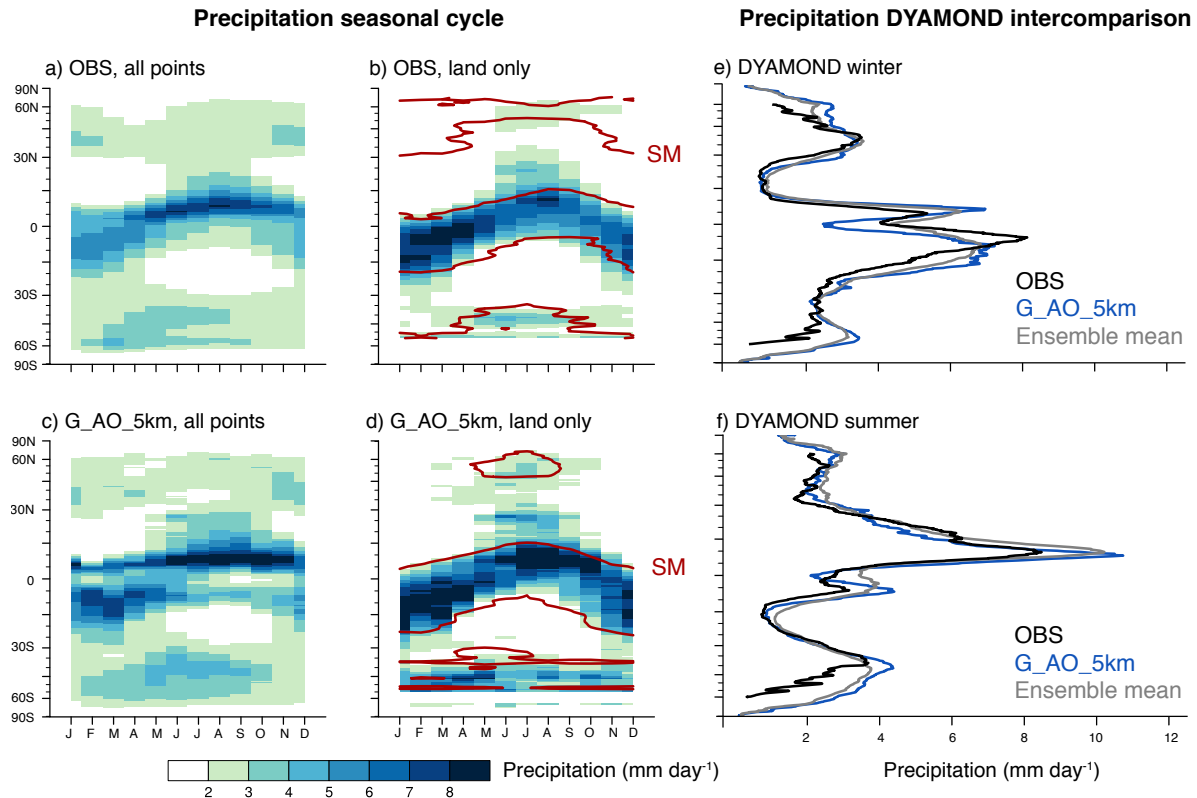 Precipitation seasonal cycle
Precipitation DYAMOND intercomparison
a) OBS, all points
b) OBS, land only
e) DYAMOND winter
90N
60N
30N
0
30S
60S
90S
SM
OBS
G_AO_5km
Ensemble mean
c) G_AO_5km, all points
d) G_AO_5km, land only
f) DYAMOND summer
90N
60N
30N
0
30S
60S
90S
SM
OBS
G_AO_5km
Ensemble mean
J F M A M J J A S O N D
J F M A M J J A S O N D
2 4 6 8 10 12
Precipitation (mm day⁻¹)
Precipitation (mm day⁻¹)
2 3 4 5 6 7 8